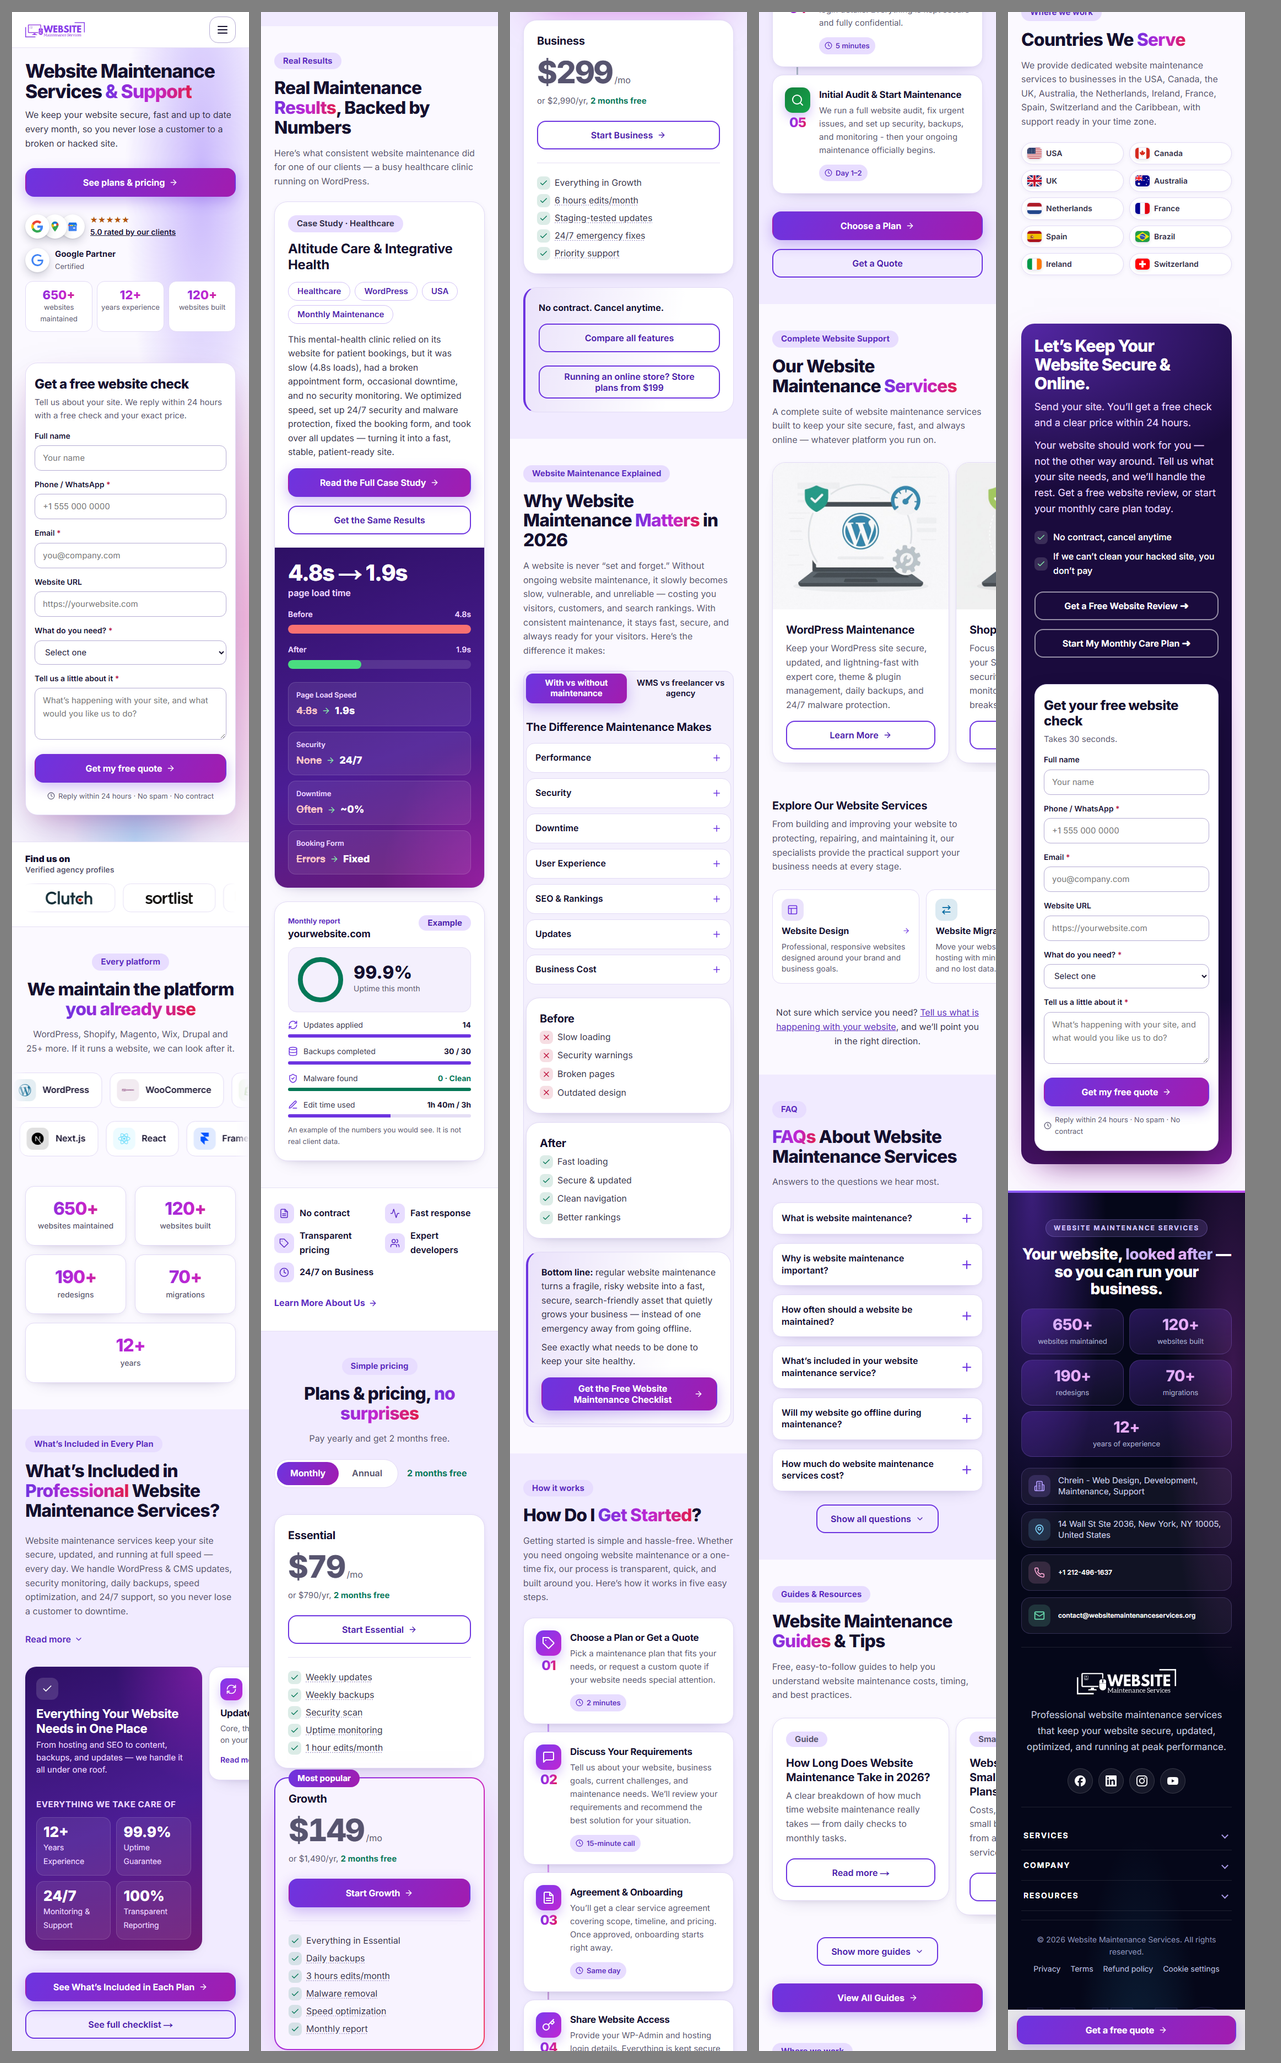 WEBSITE
Maintenance Services
Website Maintenance
Services & Support
We keep your website secure, fast and up to date
every month, so you never lose a customer to a
broken or hacked site.
See plans & pricing →
★★★★★
5.0 rated by our clients
Google Partner
Certified
650+
websites
maintained
12+
years experience
120+
websites built
Get a free website check
Tell us about your site. We reply within 24 hours
with a free check and your exact price.
Full name
Your name
Phone / WhatsApp *
+1 555 000 0000
Email *
you@company.com
Website URL
https://yourwebsite.com
What do you need? *
Select one
Tell us a little about it *
What's happening with your site, and what
would you like us to do?
Get my free quote →
Reply within 24 hours · No spam · No contract
Find us on
Verified agency profiles
Clutch
sortlist
Every platform
We maintain the platform
you already use
WordPress, Shopify, Magento, Wix, Drupal and
25+ more. If it runs a website, we can look after it.
WordPress
WooCommerce
Next.js
React
Frame
650+
websites maintained
120+
websites built
190+
redesigns
70+
migrations
12+
years
What's Included in Every Plan
What's Included in
Professional Website
Maintenance Services?
Website maintenance services keep your site
secure, updated, and running at full speed —
every day. We handle WordPress & CMS updates,
security monitoring, daily backups, speed
optimization, and 24/7 support, so you never lose
a customer to downtime.
Read more
Everything Your Website
Needs in One Place
From hosting and SEO to content,
backups, and updates — we handle it
all under one roof.
EVERYTHING WE TAKE CARE OF
12+
Years
Experience
99.9%
Uptime
Guarantee
24/7
Monitoring &
Support
100%
Transparent
Reporting
Update
Core, th
on your
Read m
See What's Included in Each Plan →
See full checklist →
Real Results
Real Maintenance
Results, Backed by
Numbers
Here's what consistent website maintenance did
for one of our clients — a busy healthcare clinic
running on WordPress.
Case Study · Healthcare
Altitude Care & Integrative
Health
Healthcare
WordPress
USA
Monthly Maintenance
This mental-health clinic relied on its
website for patient bookings, but it was
slow (4.8s loads), had a broken
appointment form, occasional downtime,
and no security monitoring. We optimized
speed, set up 24/7 security and malware
protection, fixed the booking form, and took
over all updates — turning it into a fast,
stable, patient-ready site.
Read the Full Case Study →
Get the Same Results
4.8s → 1.9s
page load time
Before 4.8s
After 1.9s
Page Load Speed
4.8s → 1.9s
Security
None → 24/7
Downtime
Often → ~0%
Booking Form
Errors → Fixed
Monthly report
yourwebsite.com
Example
99.9%
Uptime this month
Updates applied 14
Backups completed 30 / 30
Malware found 0 · Clean
Edit time used 1h 40m / 3h
An example of the numbers you would see. It is not
real client data.
No contract
Fast response
Transparent
pricing
Expert
developers
24/7 on Business
Learn More About Us →
Simple pricing
Plans & pricing, no
surprises
Pay yearly and get 2 months free.
Monthly
Annual
2 months free
Essential
$79 /mo
or $790/yr, 2 months free
Start Essential →
Weekly updates
Weekly backups
Security scan
Uptime monitoring
1 hour edits/month
Most popular
Growth
$149 /mo
or $1,490/yr, 2 months free
Start Growth →
Everything in Essential
Daily backups
3 hours edits/month
Malware removal
Speed optimization
Monthly report
Business
$299 /mo
or $2,990/yr, 2 months free
Start Business →
Everything in Growth
6 hours edits/month
Staging-tested updates
24/7 emergency fixes
Priority support
No contract. Cancel anytime.
Compare all features
Running an online store? Store
plans from $199
Website Maintenance Explained
Why Website
Maintenance Matters in
2026
A website is never “set and forget.” Without
ongoing website maintenance, it slowly becomes
slow, vulnerable, and unreliable — costing you
visitors, customers, and search rankings. With
consistent maintenance, it stays fast, secure, and
always ready for your visitors. Here's the
difference it makes:
With vs without
maintenance
WMS vs freelancer vs
agency
The Difference Maintenance Makes
Performance
Security
Downtime
User Experience
SEO & Rankings
Updates
Business Cost
Before
Slow loading
Security warnings
Broken pages
Outdated design
After
Fast loading
Secure & updated
Clean navigation
Better rankings
Bottom line: regular website maintenance
turns a fragile, risky website into a fast,
secure, search-friendly asset that quietly
grows your business — instead of one
emergency away from going offline.
See exactly what needs to be done to
keep your site healthy.
Get the Free Website
Maintenance Checklist →
How it works
How Do I Get Started?
Getting started is simple and hassle-free. Whether
you need ongoing website maintenance or a one-
time fix, our process is transparent, quick, and
built around you. Here's how it works in five easy
steps.
01
Choose a Plan or Get a Quote
Pick a maintenance plan that fits your
needs, or request a custom quote if
your website needs special attention.
2 minutes
02
Discuss Your Requirements
Tell us about your website, business
goals, current challenges, and
maintenance needs. We'll review your
requirements and recommend the
best solution for your situation.
15-minute call
03
Agreement & Onboarding
You'll get a clear service agreement
covering scope, timeline, and pricing.
Once approved, onboarding starts
right away.
Same day
04
Share Website Access
Provide your WP-Admin and hosting
login details. Everything is kept secure
and fully confidential.
5 minutes
05
Initial Audit & Start Maintenance
We run a full website audit, fix urgent
issues, and set up security, backups,
and monitoring - then your ongoing
maintenance officially begins.
Day 1–2
Choose a Plan →
Get a Quote
Complete Website Support
Our Website
Maintenance Services
A complete suite of website maintenance services
built to keep your site secure, fast, and always
online — whatever platform you run on.
WordPress Maintenance
Keep your WordPress site secure,
updated, and lightning-fast with
expert core, theme & plugin
management, daily backups, and
24/7 malware protection.
Learn More →
Shop
Focus
your S
securi
monito
breaks
Explore Our Website Services
From building and improving your website to
protecting, repairing, and maintaining it, our
specialists provide the practical support your
business needs at every stage.
Website Design →
Professional, responsive websites
designed around your brand and
business goals.
Website Migra
Move your webs
hosting with min
and no lost data.
Not sure which service you need? Tell us what is
happening with your website, and we'll point you
in the right direction.
FAQ
FAQs About Website
Maintenance Services
Answers to the questions we hear most.
What is website maintenance?
Why is website maintenance
important?
How often should a website be
maintained?
What's included in your website
maintenance service?
Will my website go offline during
maintenance?
How much do website maintenance
services cost?
Show all questions
Guides & Resources
Website Maintenance
Guides & Tips
Free, easy-to-follow guides to help you
understand website maintenance costs, timing,
and best practices.
Guide
How Long Does Website
Maintenance Take in 2026?
A clear breakdown of how much
time website maintenance really
takes — from daily checks to
monthly tasks.
Read more →
Sma
Webs
Smal
Plans
Costs,
small b
from a
servic
Show more guides
View All Guides →
Where we work
Countries We Serve
We provide dedicated website maintenance
services to businesses in the USA, Canada, the
UK, Australia, the Netherlands, Ireland, France,
Spain, Switzerland and the Caribbean, with
support ready in your time zone.
USA
Canada
UK
Australia
Netherlands
France
Spain
Brazil
Ireland
Switzerland
Let's Keep Your
Website Secure &
Online.
Send your site. You'll get a free check
and a clear price within 24 hours.
Your website should work for you —
not the other way around. Tell us what
your site needs, and we'll handle the
rest. Get a free website review, or start
your monthly care plan today.
No contract, cancel anytime
If we can't clean your hacked site, you
don't pay
Get a Free Website Review ➜
Start My Monthly Care Plan ➜
Get your free website
check
Takes 30 seconds.
Full name
Your name
Phone / WhatsApp *
+1 555 000 0000
Email *
you@company.com
Website URL
https://yourwebsite.com
What do you need? *
Select one
Tell us a little about it *
What's happening with your site, and
what would you like us to do?
Get my free quote →
Reply within 24 hours · No spam · No
contract
WEBSITE MAINTENANCE SERVICES
Your website, looked after —
so you can run your
business.
650+
websites maintained
120+
websites built
190+
redesigns
70+
migrations
12+
years of experience
Chrein - Web Design, Development,
Maintenance, Support
14 Wall St Ste 2036, New York, NY 10005,
United States
+1 212-496-1637
contact@websitemaintenanceservices.org
WEBSITE
Maintenance Services
Professional website maintenance services
that keep your website secure, updated,
optimized, and running at peak performance.
SERVICES
COMPANY
RESOURCES
© 2026 Website Maintenance Services. All rights
reserved.
Privacy Terms Refund policy Cookie settings
Get a free quote →